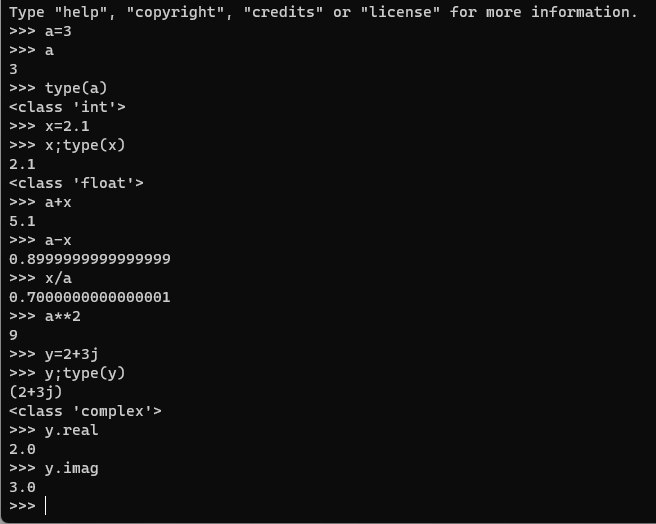 Type "help", "copyright", "credits" or "license" for more information.
>>> a=3
>>> a
3
>>> type(a)
<class 'int'>
>>> x=2.1
>>> x;type(x)
2.1
<class 'float'>
>>> a+x
5.1
>>> a-x
0.8999999999999999
>>> x/a
0.7000000000000001
>>> a**2
9
>>> y=2+3j
>>> y;type(y)
(2+3j)
<class 'complex'>
>>> y.real
2.0
>>> y.imag
3.0
>>>